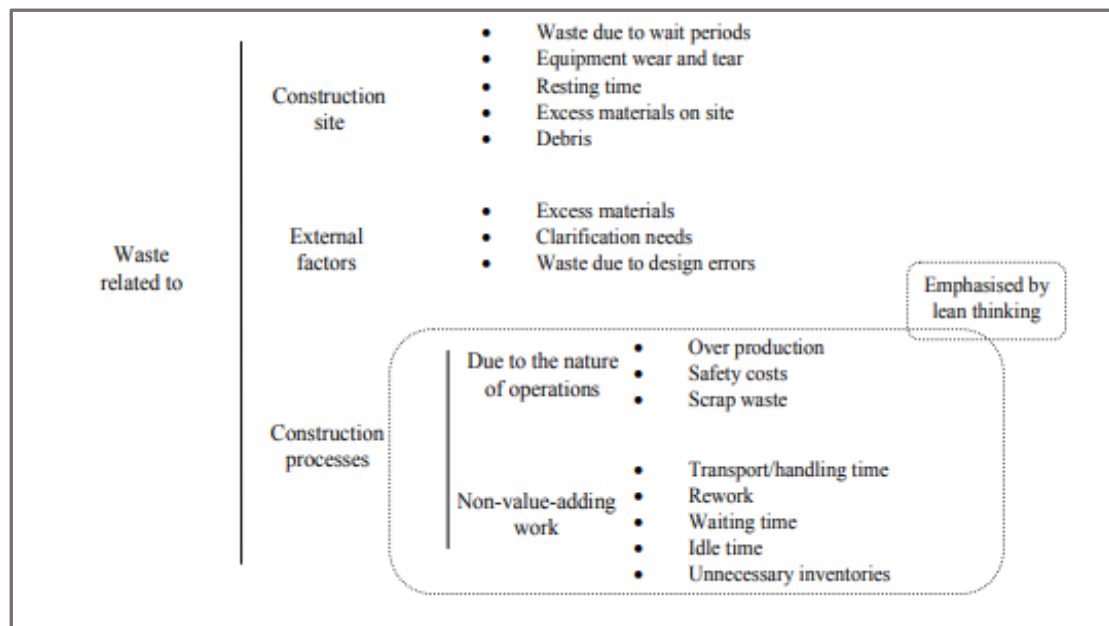 Waste
related to
Construction
site
• Waste due to wait periods
• Equipment wear and tear
• Resting time
• Excess materials on site
• Debris
External
factors
• Excess materials
• Clarification needs
• Waste due to design errors
Emphasised by
lean thinking
Construction
processes
Due to the nature
of operations
• Over production
• Safety costs
• Scrap waste
Non-value-adding
work
• Transport/handling time
• Rework
• Waiting time
• Idle time
• Unnecessary inventories